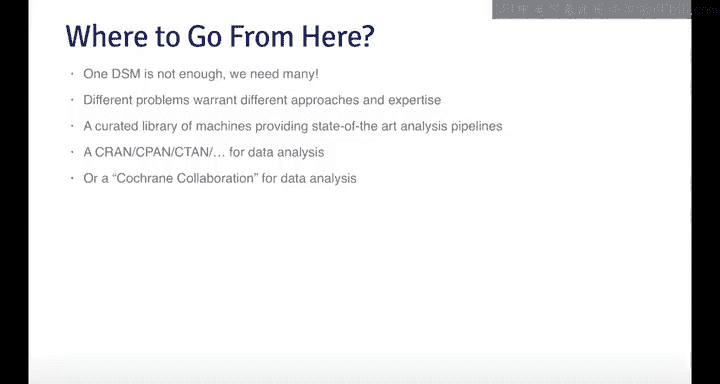 Where to Go From Here?
· One DSM is not enough, we need many!
· Different problems warrant different approaches and expertise
· A curated library of machines providing state-of-the art analysis pipelines
· A CRAN/CPAN/CTAN/… for data analysis
· Or a “Cochrane Collaboration” for data analysis